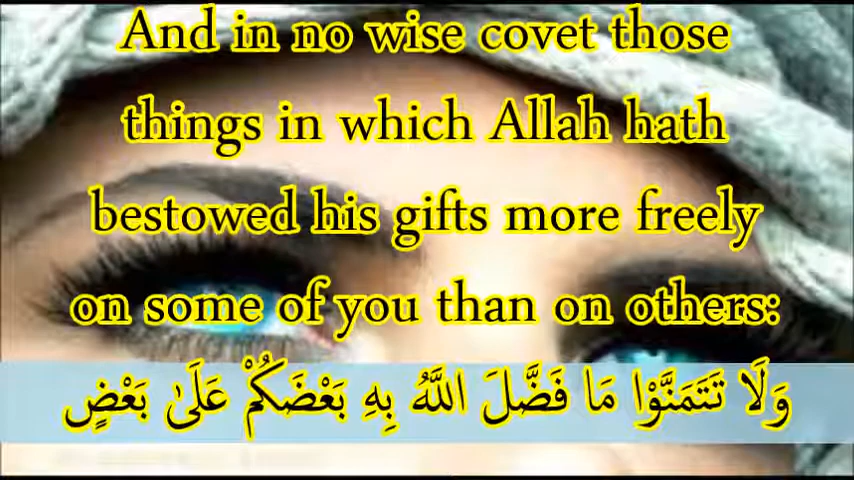 And in no wise covet those
things in which Allah hath
bestowed his gifts more freely
on some of you than on others:
وَلَا تَتَمَنَّوْا مَا فَضَّلَ اللَّهُ بِهِ بَعْضَكُمْ عَلَىٰ بَعْضٍ